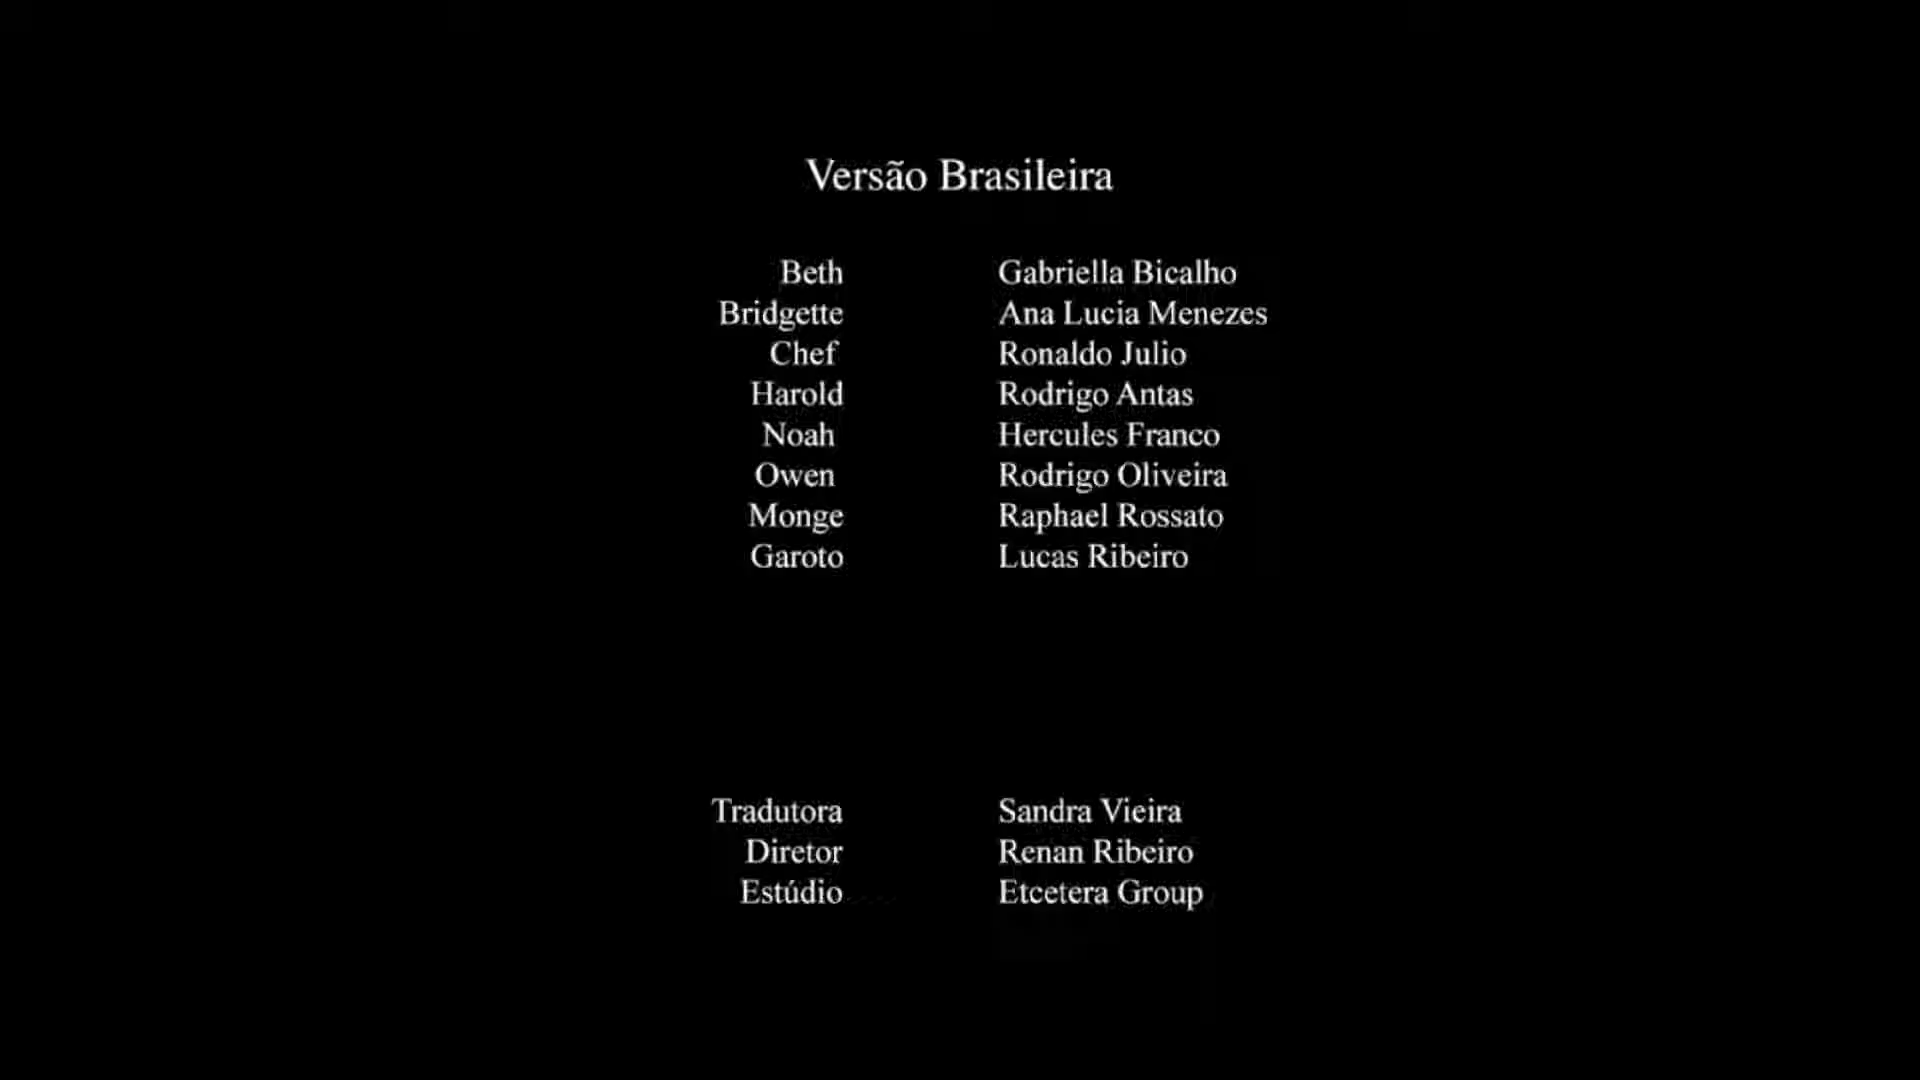 Versão Brasileira
Beth Gabriella Bicalho
Bridgette Ana Lucia Menezes
Chef Ronaldo Julio
Harold Rodrigo Antas
Noah Hercules Franco
Owen Rodrigo Oliveira
Monge Raphael Rossato
Garoto Lucas Ribeiro
Tradutora Sandra Vieira
Diretor Renan Ribeiro
Estúdio Etcetera Group